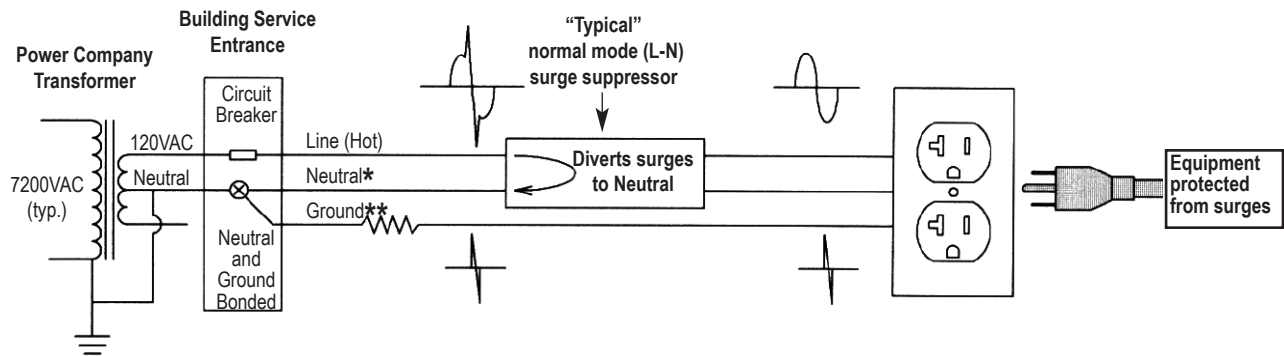 Power Company
Transformer
Building Service
Entrance
“Typical”
normal mode (L-N)
surge suppressor
7200VAC
(typ.)
120VAC
Neutral
Circuit
Breaker
Line (Hot)
Neutral*
Ground**
Neutral
and
Ground
Bonded
Diverts surges
to Neutral
Equipment
protected
from surges